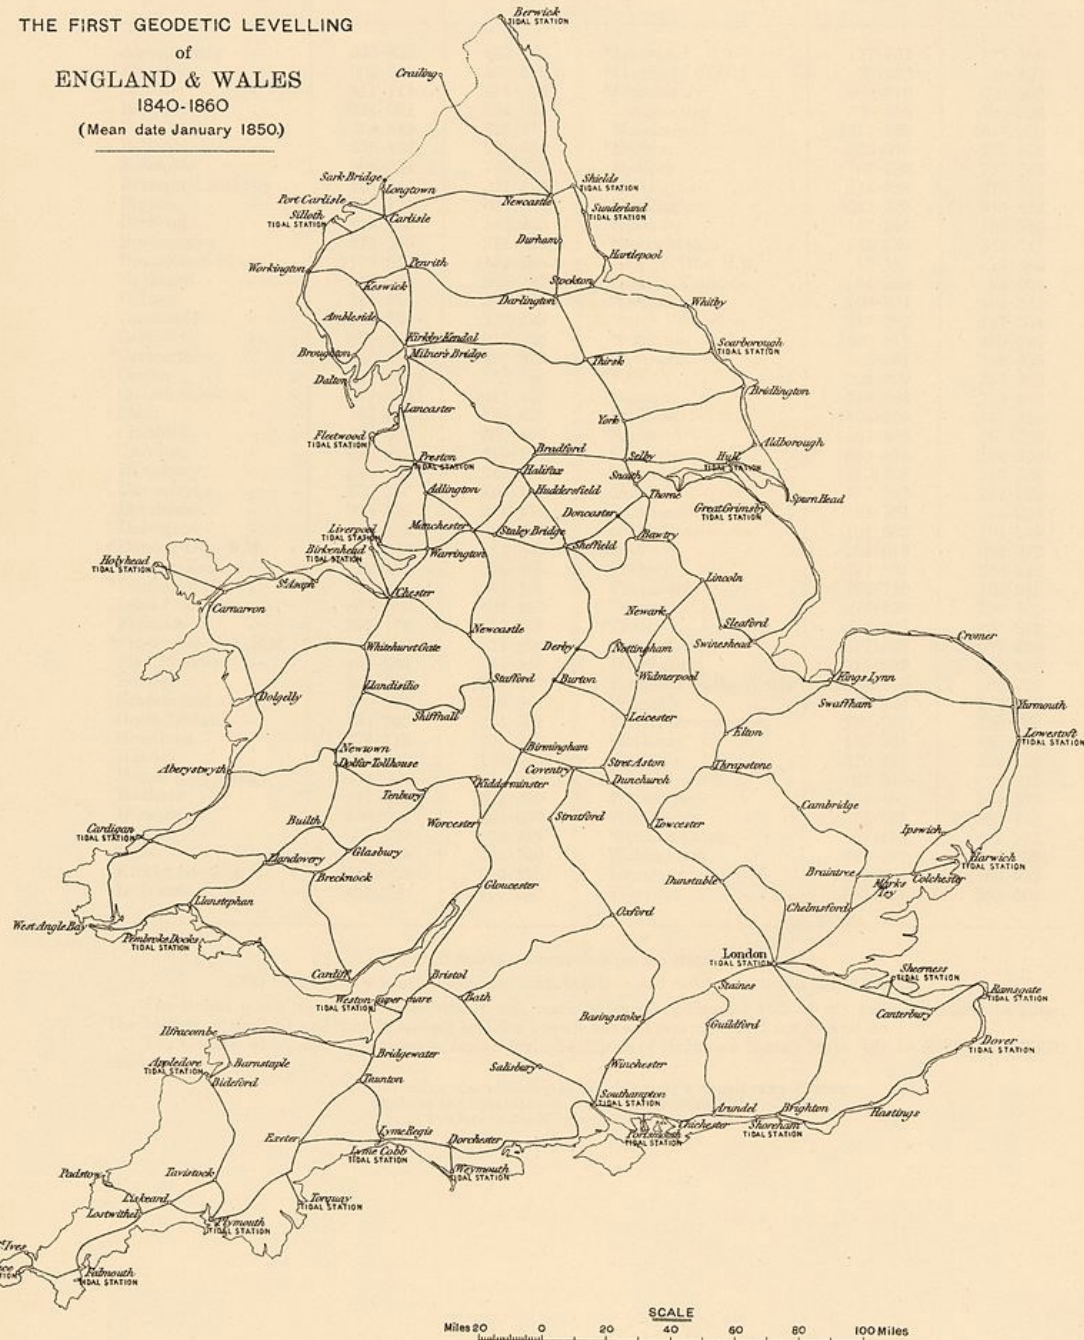 THE FIRST GEODETIC LEVELLING
of
ENGLAND & WALES
1840-1860
(Mean date January 1850.)
Berwick
TIDAL STATION
Crailing
Sark Bridge
Longtown
Shields
TIDAL STATION
Port Carlisle
Newcastle
Silloth
TIDAL STATION
Carlisle
Sunderland
TIDAL STATION
Durham
Hartlepool
Workington
Penrith
Keswick
Stockton
Darlington
Whitby
Ambleside
Kirkby Kendal
Broughton
Milner's Bridge
Thirsk
Scarborough
TIDAL STATION
Dalton
Bridlington
Lancaster
York
Fleetwood
TIDAL STATION
Bradford
Aldborough
Preston
TIDAL STATION
Selby
Hull
TIDAL STATION
Halifax
Snaith
Adlington
Huddersfield
Thorne
Spurn Head
Doncaster
Great Grimsby
TIDAL STATION
Liverpool
TIDAL STATION
Manchester
Staley Bridge
Bawtry
Birkenhead
TIDAL STATION
Warrington
Sheffield
Holyhead
TIDAL STATION
St. Asaph
Chester
Lincoln
Carnarvon
Newark
Newcastle
Sleaford
Swineshead
Cromer
Whitehurst Gate
Derby
Nottingham
Llandisilio
Stafford
Burton
Widmerpool
Kings Lynn
Dolgelly
Shiffnall
Swaffham
Yarmouth
Leicester
Elton
Lowestoft
TIDAL STATION
Newtown
Birmingham
Dolfar Tollhouse
Aberystwyth
Coventry
Stret Aston
Thrapstone
Kidderminster
Dunchurch
Tenbury
Cambridge
Builth
Worcester
Stratford
Towcester
Cardigan
TIDAL STATION
Ipswich
Glasbury
Llandovery
Harwich
TIDAL STATION
Brecknock
Braintree
Marks
Tey
Colchester
Gloucester
Dunstable
Llanstephan
Chelmsford
Oxford
West Angle Bay
Pembroke Docks
TIDAL STATION
London
TIDAL STATION
Cardiff
Bristol
Sheerness
TIDAL STATION
Staines
Ramsgate
TIDAL STATION
Weston-super-mare
TIDAL STATION
Bath
Canterbury
Basingstoke
Guildford
Ilfracombe
Dover
TIDAL STATION
Bridgewater
Appledore
TIDAL STATION
Barnstaple
Bideford
Salisbury
Winchester
Taunton
Southampton
TIDAL STATION
Arundel
Brighton
Hastings
Chichester
Shoreham
TIDAL STATION
Portsmouth
TIDAL STATION
Exeter
Lyme Regis
Dorchester
Lyme Cobb
TIDAL STATION
Weymouth
TIDAL STATION
Padstow
Tavistock
Liskeard
Torquay
TIDAL STATION
Lostwithel
Plymouth
TIDAL STATION
Ives
Falmouth
TIDAL STATION
SCALE
Miles 20 0 20 40 60 80 100 Miles